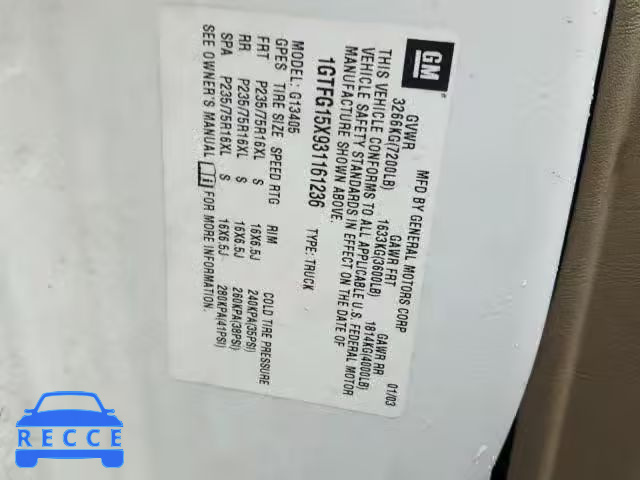 GM
MFD BY GENERAL MOTORS CORP
01/03
GVWR GAWR FRT GAWR RR
3266KG(7200LB) 1633KG(3600LB) 1814KG(4000LB)
THIS VEHICLE CONFORMS TO ALL APPLICABLE U.S. FEDERAL MOTOR
VEHICLE SAFETY STANDARDS IN EFFECT ON THE DATE OF
MANUFACTURE SHOWN ABOVE.
1GTFG15X931161236 TYPE: TRUCK
MODEL: G13405
GPES TIRE SIZE SPEED RTG RIM COLD TIRE PRESSURE
FRT P235/75R16XL S 16X6.5J 240KPA(35PSI)
RR P235/75R16XL S 16X6.5J 260KPA(38PSI)
SPA P235/75R16XL S 16X6.5J 280KPA(41PSI)
SEE OWNER'S MANUAL i FOR MORE INFORMATION.
RECCE